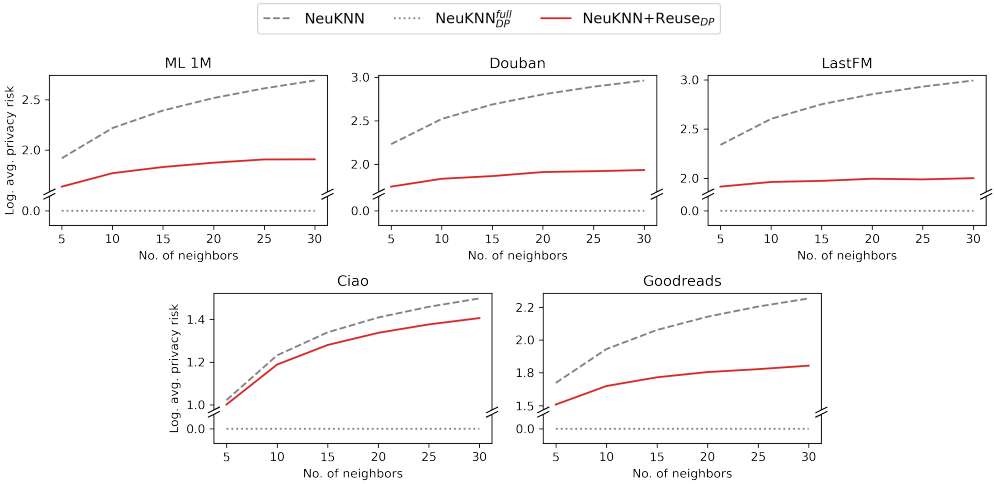 NeuKNN NeuKNN_{DP}^{full} NeuKNN+Reuse_{DP}
ML 1M
Log. avg. privacy risk
2.5
2.0
0.0
5 10 15 20 25 30
No. of neighbors
Douban
3.0
2.5
2.0
0.0
5 10 15 20 25 30
No. of neighbors
LastFM
3.0
2.5
2.0
0.0
5 10 15 20 25 30
No. of neighbors
Ciao
Log. avg. privacy risk
1.4
1.2
1.0
0.0
5 10 15 20 25 30
No. of neighbors
Goodreads
2.2
2.0
1.8
1.5
0.0
5 10 15 20 25 30
No. of neighbors